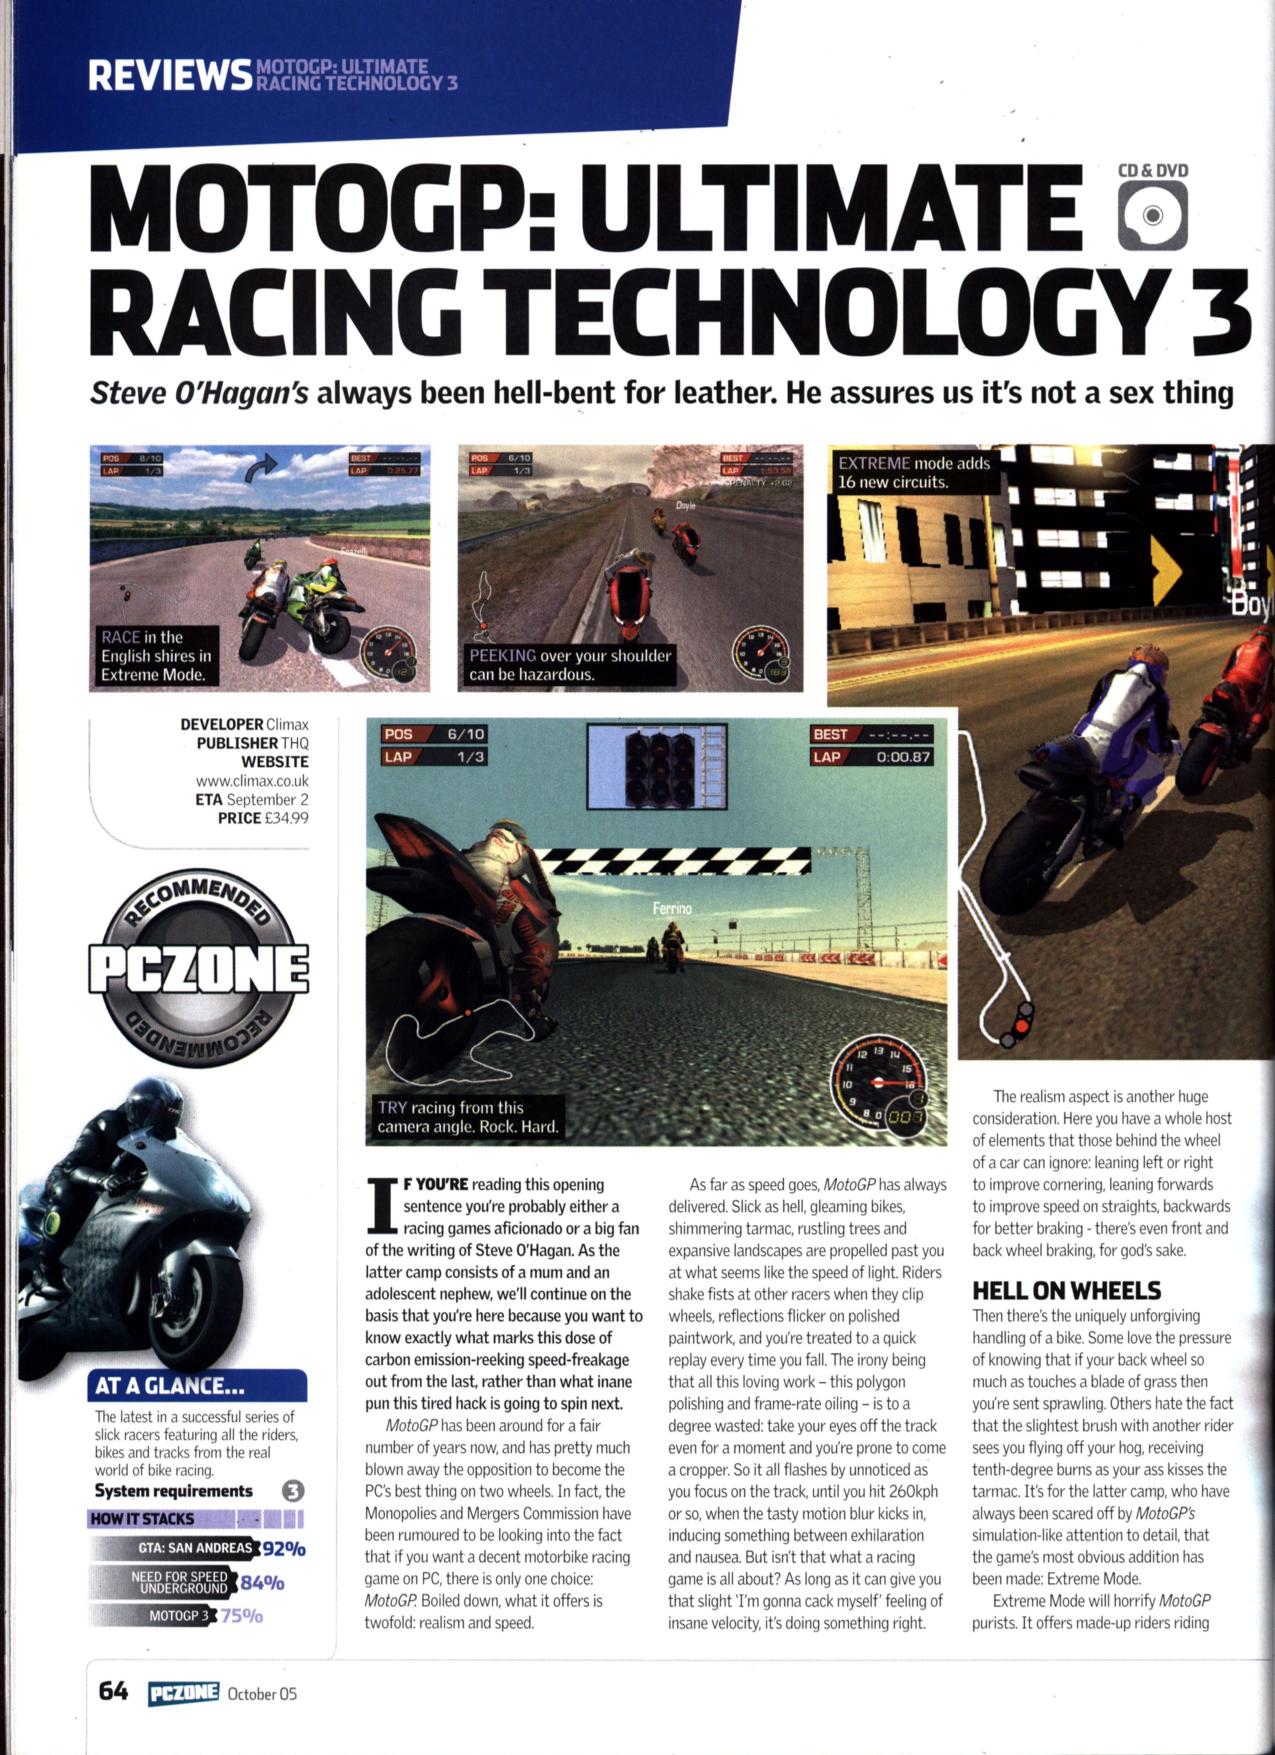 REVIEWS MOTOGP: ULTIMATE
RACING TECHNOLOGY 3
MOTOGP: ULTIMATE
RACING TECHNOLOGY 3
CD & DVD
Steve O'Hagan's always been hell-bent for leather. He assures us it's not a sex thing
POS 8/10
LAP 1/3
BEST --:--.--
LAP 0:25.77
RACE in the
English shires in
Extreme Mode.
POS 6/10
LAP 1/3
BEST --:--.--
LAP 1:53.58
PENALTY +2.62
Doyle
PEEKING over your shoulder
can be hazardous.
EXTREME mode adds
16 new circuits.
DEVELOPER Climax
PUBLISHER THQ
WEBSITE
www.climax.co.uk
ETA September 2
PRICE £34.99
RECOMMENDED
PCZONE
RECOMMENDED
POS 6/10
LAP 1/3
BEST --:--.--
LAP 0:00.87
Ferrino
TRY racing from this
camera angle. Rock. Hard.
AT A GLANCE...
The latest in a successful series of
slick racers featuring all the riders,
bikes and tracks from the real
world of bike racing.
System requirements 3
HOW IT STACKS
GTA: SAN ANDREAS 92%
NEED FOR SPEED
UNDERGROUND 84%
MOTOGP 3 75%
IF YOU'RE reading this opening
sentence you're probably either a
racing games aficionado or a big fan
of the writing of Steve O'Hagan. As the
latter camp consists of a mum and an
adolescent nephew, we'll continue on the
basis that you're here because you want to
know exactly what marks this dose of
carbon emission-reeking speed-freakage
out from the last, rather than what inane
pun this tired hack is going to spin next.
MotoGP has been around for a fair
number of years now, and has pretty much
blown away the opposition to become the
PC's best thing on two wheels. In fact, the
Monopolies and Mergers Commission have
been rumoured to be looking into the fact
that if you want a decent motorbike racing
game on PC, there is only one choice:
MotoGP. Boiled down, what it offers is
twofold: realism and speed.
As far as speed goes, MotoGP has always
delivered. Slick as hell, gleaming bikes,
shimmering tarmac, rustling trees and
expansive landscapes are propelled past you
at what seems like the speed of light. Riders
shake fists at other racers when they clip
wheels, reflections flicker on polished
paintwork, and you're treated to a quick
replay every time you fall. The irony being
that all this loving work – this polygon
polishing and frame-rate oiling – is to a
degree wasted: take your eyes off the track
even for a moment and you're prone to come
a cropper. So it all flashes by unnoticed as
you focus on the track, until you hit 260kph
or so, when the tasty motion blur kicks in,
inducing something between exhilaration
and nausea. But isn't that what a racing
game is all about? As long as it can give you
that slight 'I'm gonna cack myself' feeling of
insane velocity, it's doing something right.
The realism aspect is another huge
consideration. Here you have a whole host
of elements that those behind the wheel
of a car can ignore: leaning left or right
to improve cornering, leaning forwards
to improve speed on straights, backwards
for better braking - there's even front and
back wheel braking, for god's sake.
HELL ON WHEELS
Then there's the uniquely unforgiving
handling of a bike. Some love the pressure
of knowing that if your back wheel so
much as touches a blade of grass then
you're sent sprawling. Others hate the fact
that the slightest brush with another rider
sees you flying off your hog, receiving
tenth-degree burns as your ass kisses the
tarmac. It's for the latter camp, who have
always been scared off by MotoGP's
simulation-like attention to detail, that
the game's most obvious addition has
been made: Extreme Mode.
Extreme Mode will horrify MotoGP
purists. It offers made-up riders riding
64 PCZONE October 05